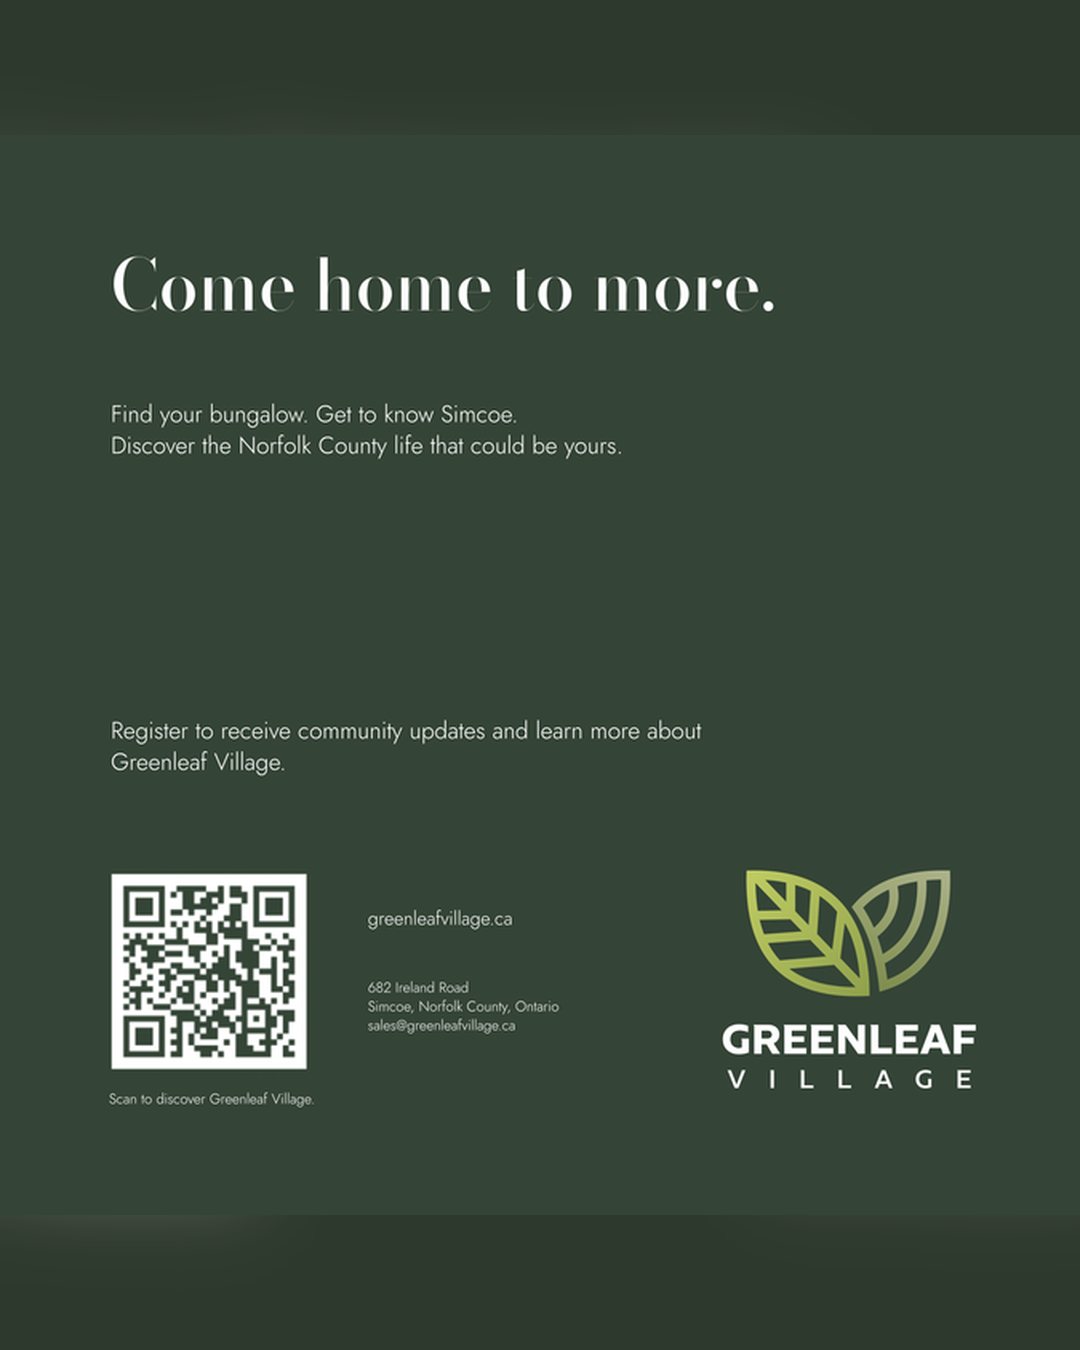 Come home to more.
Find your bungalow. Get to know Simcoe.
Discover the Norfolk County life that could be yours.
Register to receive community updates and learn more about
Greenleaf Village.
greenleafvillage.ca
682 Ireland Road
Simcoe, Norfolk County, Ontario
sales@greenleafvillage.ca
Scan to discover Greenleaf Village.
GREENLEAF
VILLAGE